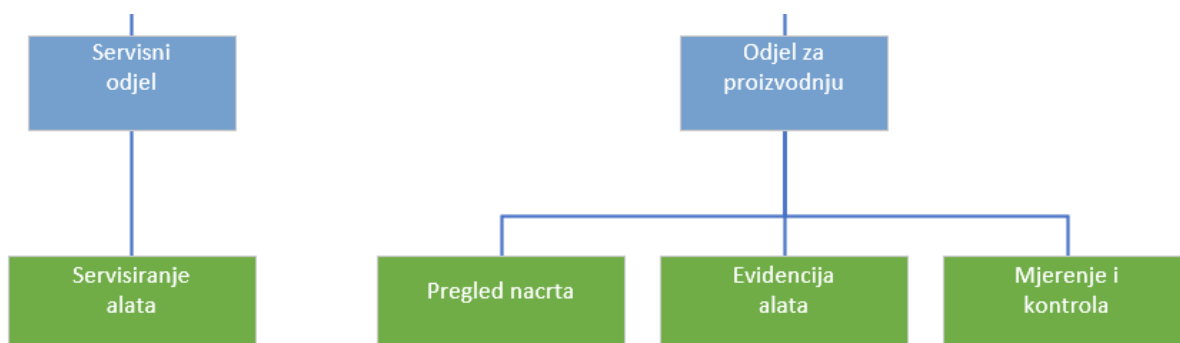 Servisni
odjel
Odjel za
proizvodnju
Servisiranje
alata
Pregled nacrta
Evidencija
alata
Mjerenje i
kontrola